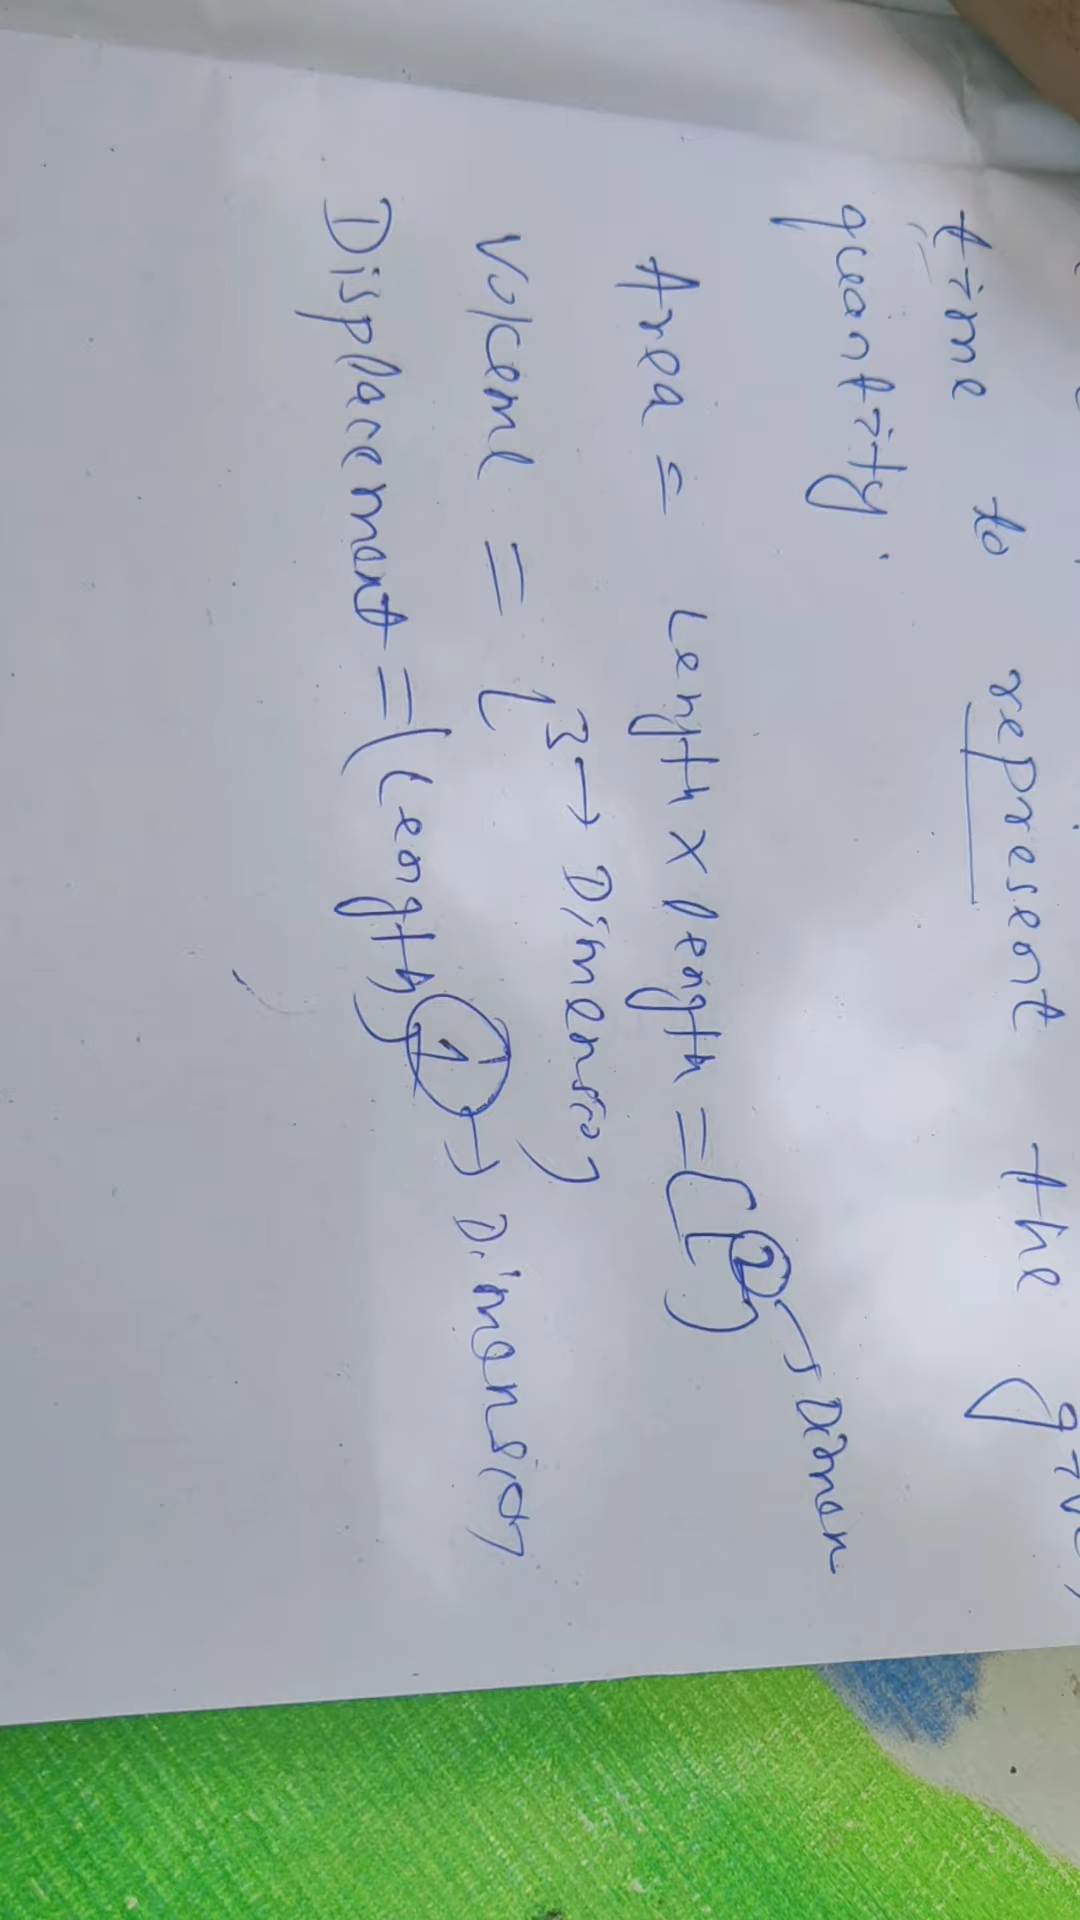 time to represent the give
quantity.
Area = Length x length = [L²] → Dimen
Volume = L³ → Dimension
Displacement = (Length)¹ → Dimension